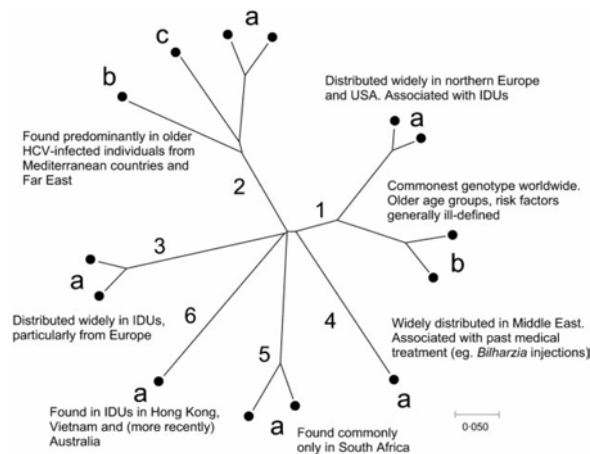 a
c
b
Distributed widely in northern Europe
and USA. Associated with IDUs
a
Found predominantly in older
HCV-infected individuals from
Mediterranean countries and
Far East
2
Commonest genotype worldwide.
Older age groups, risk factors
generally ill-defined
1
b
3
a
Distributed widely in IDUs,
particularly from Europe
6
4
Widely distributed in Middle East.
Associated with past medical
treatment (eg. Bilharzia injections)
5
a
Found in IDUs in Hong Kong,
Vietnam and (more recently)
Australia
a
Found commonly
only in South Africa
a
0·050